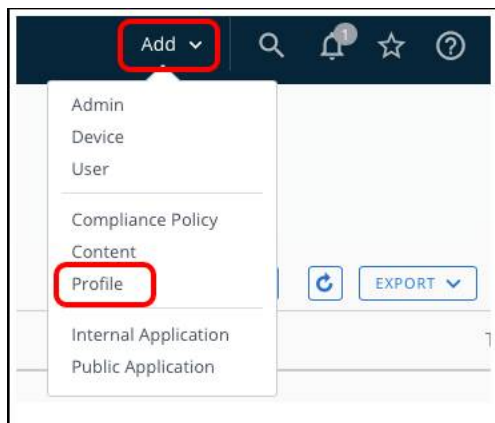 Add
1
Admin
Device
User
Compliance Policy
Content
Profile
EXPORT
Internal Application
Public Application